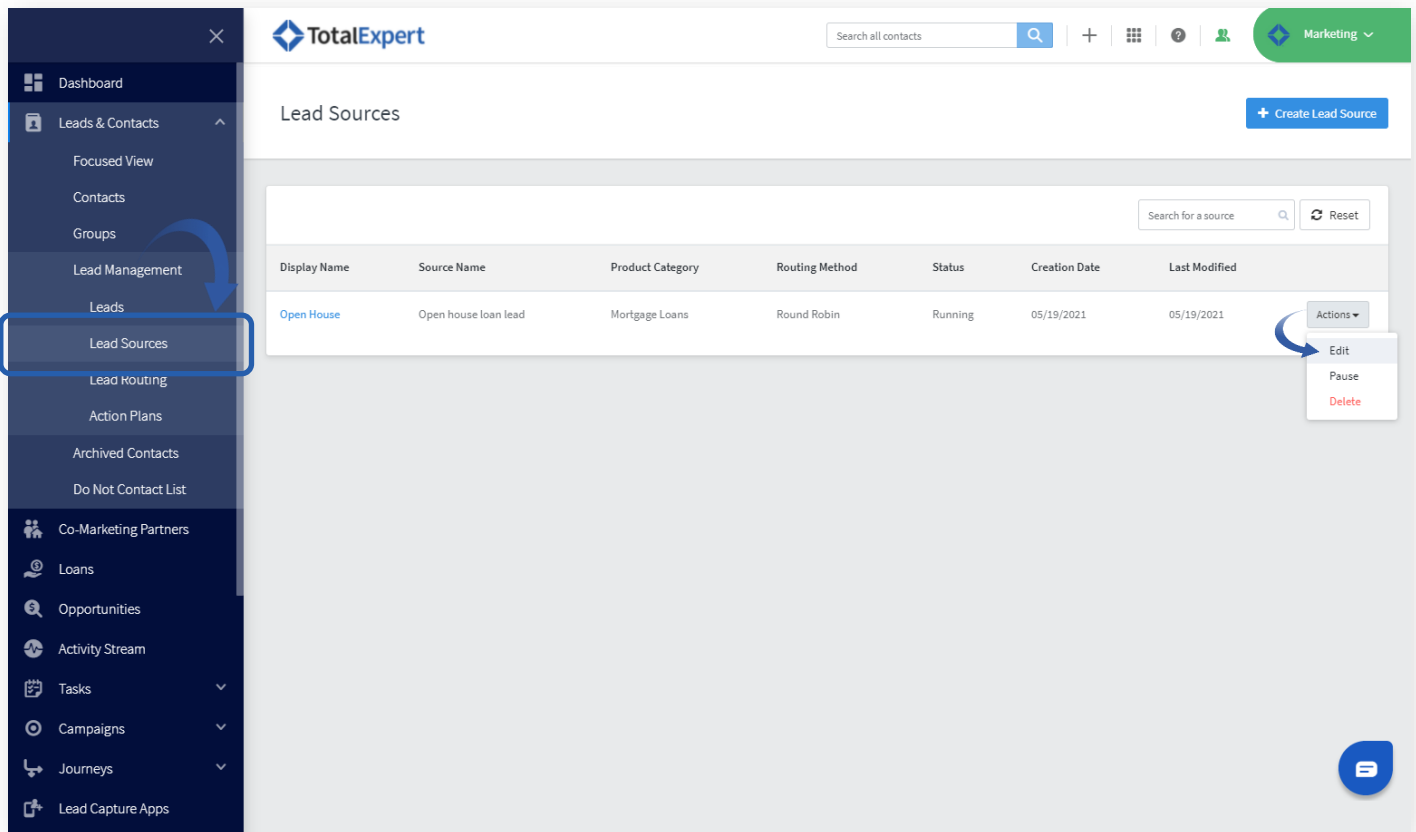 TotalExpert
Search all contacts
Marketing
Dashboard
Leads & Contacts
Focused View
Contacts
Groups
Lead Management
Leads
Lead Sources
Lead Routing
Action Plans
Archived Contacts
Do Not Contact List
Co-Marketing Partners
Loans
Opportunities
Activity Stream
Tasks
Campaigns
Journeys
Lead Capture Apps
Lead Sources
+ Create Lead Source
Search for a source
Reset
Display Name Source Name Product Category Routing Method Status Creation Date Last Modified
Open House Open house loan lead Mortgage Loans Round Robin Running 05/19/2021 05/19/2021 Actions
Edit
Pause
Delete